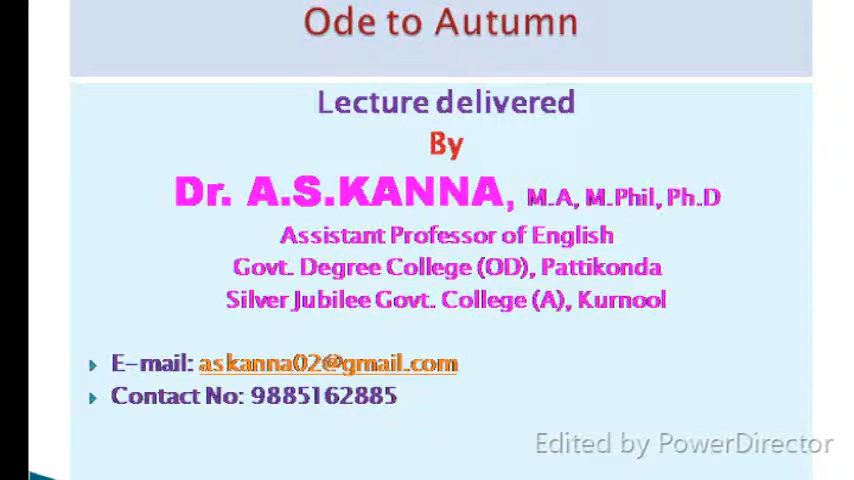 Ode to Autumn
Lecture delivered
By
Dr. A.S.KANNA, M.A, M.Phil, Ph.D
Assistant Professor of English
Govt. Degree College (OD), Pattikonda
Silver Jubilee Govt. College (A), Kurnool
E-mail: askanna02@gmail.com
Contact No: 9885162885
Edited by PowerDirector